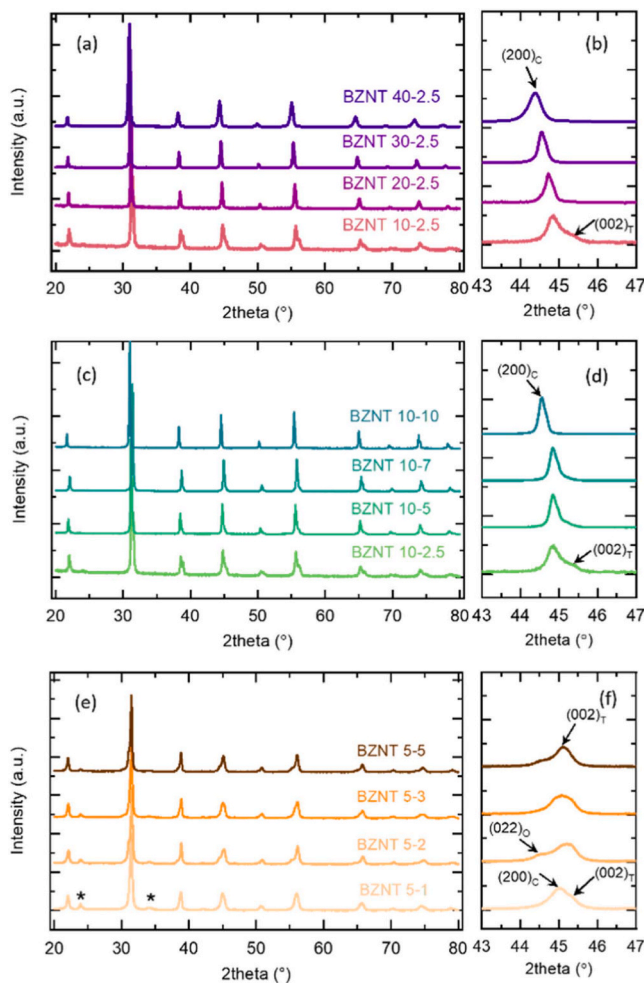 (a)
(b)
Intensity (a.u.)
BZNT 40-2.5
BZNT 30-2.5
BZNT 20-2.5
BZNT 10-2.5
(200)C
(002)T
20 30 40 50 60 70 80
43 44 45 46 47
2theta (°)
2theta (°)
(c)
(d)
Intensity (a.u.)
BZNT 10-10
BZNT 10-7
BZNT 10-5
BZNT 10-2.5
(200)C
(002)T
20 30 40 50 60 70 80
43 44 45 46 47
2theta (°)
2theta (°)
(e)
(f)
Intensity (a.u.)
BZNT 5-5
BZNT 5-3
BZNT 5-2
BZNT 5-1
* *
(002)T
(022)O
(200)C
(002)T
20 30 40 50 60 70 80
43 44 45 46 47
2theta (°)
2theta (°)